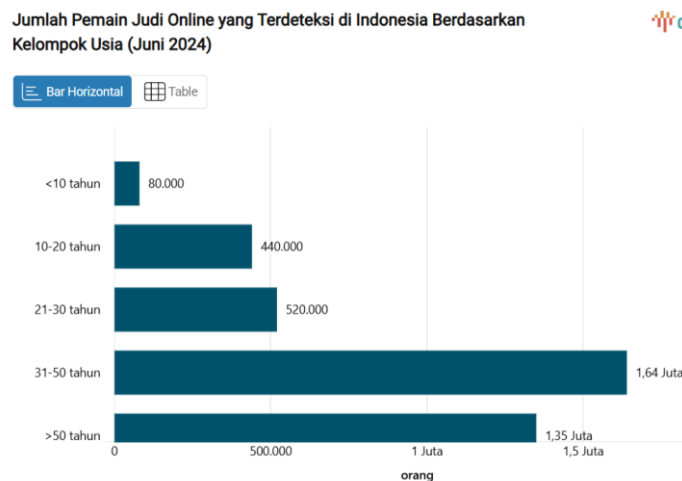 Jumlah Pemain Judi Online yang Terdeteksi di Indonesia Berdasarkan
Kelompok Usia (Juni 2024)
Bar Horizontal
Table
<10 tahun
80.000
10-20 tahun
440.000
21-30 tahun
520.000
31-50 tahun
1,64 Juta
>50 tahun
1,35 Juta
0
500.000
1 Juta
1,5 Juta
orang